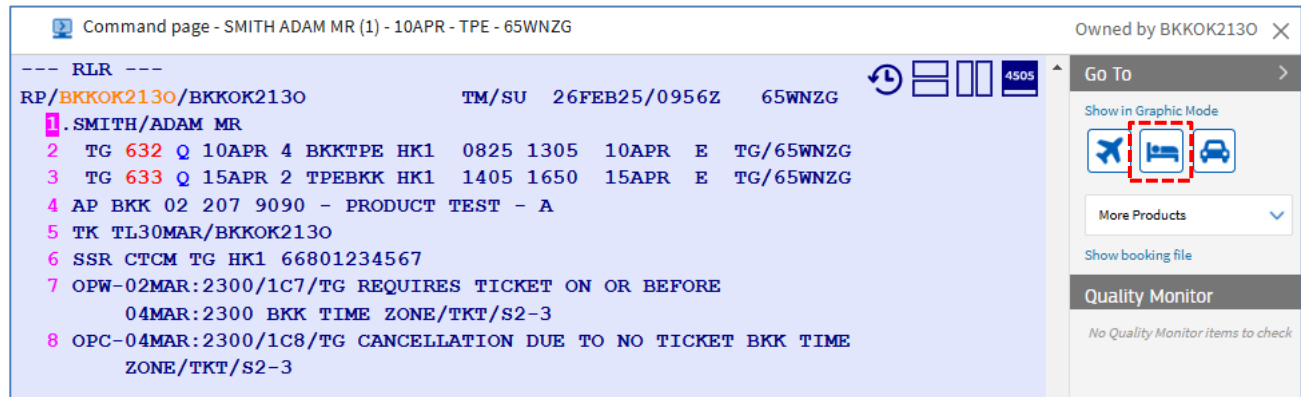 Command page - SMITH ADAM MR (1) - 10APR - TPE - 65WNZG
Owned by BKKOK213O
--- RLR ---
RP/BKKOK213O/BKKOK213O TM/SU 26FEB25/0956Z 65WNZG
1.SMITH/ADAM MR
2 TG 632 Q 10APR 4 BKKTPE HK1 0825 1305 10APR E TG/65WNZG
3 TG 633 Q 15APR 2 TPEBKK HK1 1405 1650 15APR E TG/65WNZG
4 AP BKK 02 207 9090 - PRODUCT TEST - A
5 TK TL30MAR/BKKOK213O
6 SSR CTCM TG HK1 66801234567
7 OPW-02MAR:2300/1C7/TG REQUIRES TICKET ON OR BEFORE
04MAR:2300 BKK TIME ZONE/TKT/S2-3
8 OPC-04MAR:2300/1C8/TG CANCELLATION DUE TO NO TICKET BKK TIME
ZONE/TKT/S2-3
4505
Go To
Show in Graphic Mode
More Products
Show booking file
Quality Monitor
No Quality Monitor items to check